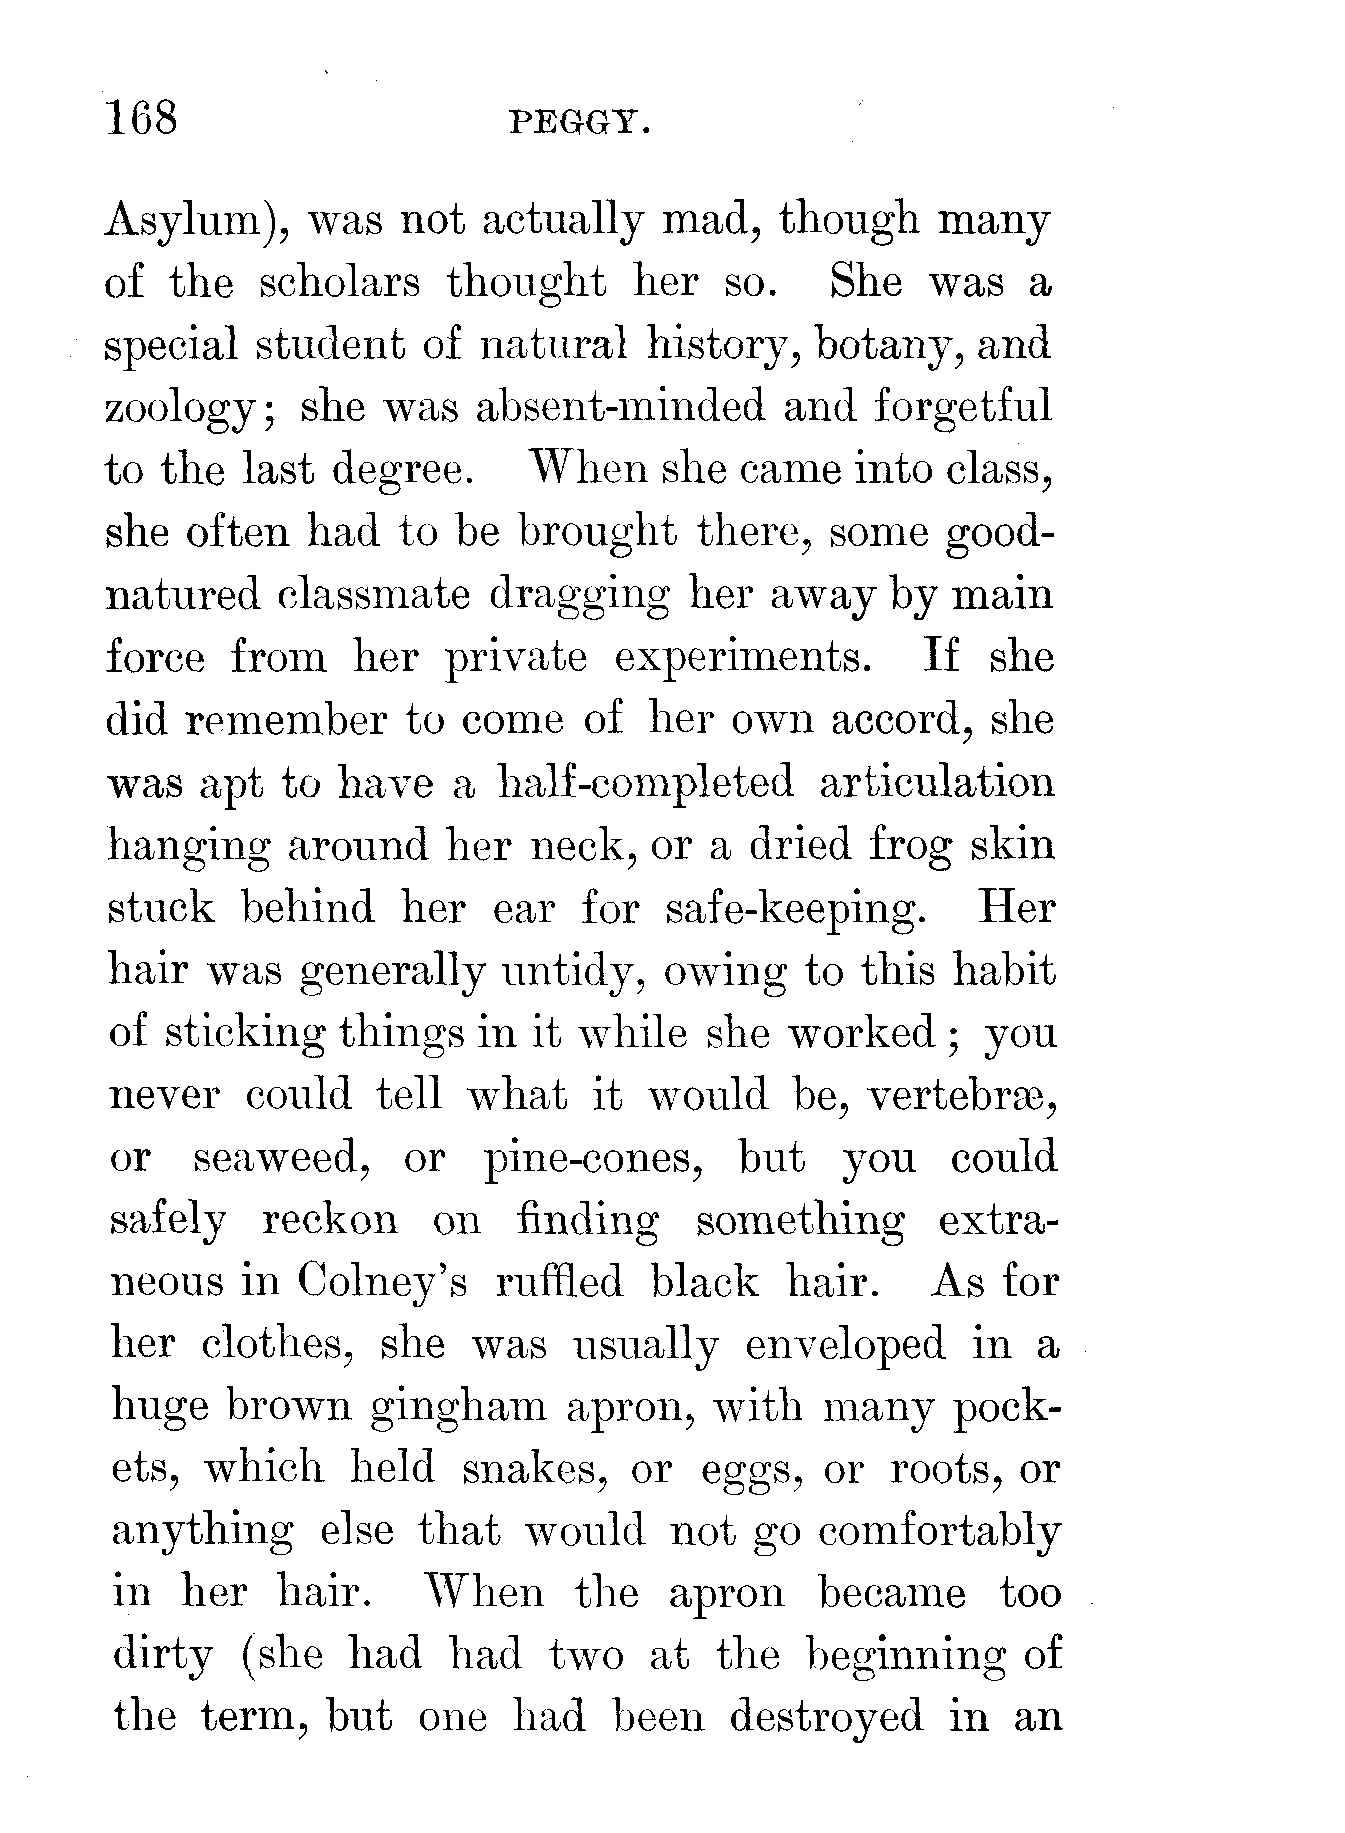 168 PEGGY.
Asylum), was not actually mad, though many
of the scholars thought her so. She was a
special student of natural history, botany, and
zoology; she was absent-minded and forgetful
to the last degree. When she came into class,
she often had to be brought there, some good-
natured classmate dragging her away by main
force from her private experiments. If she
did remember to come of her own accord, she
was apt to have a half-completed articulation
hanging around her neck, or a dried frog skin
stuck behind her ear for safe-keeping. Her
hair was generally untidy, owing to this habit
of sticking things in it while she worked; you
never could tell what it would be, vertebræ,
or seaweed, or pine-cones, but you could
safely reckon on finding something extra-
neous in Colney's ruffled black hair. As for
her clothes, she was usually enveloped in a
huge brown gingham apron, with many pock-
ets, which held snakes, or eggs, or roots, or
anything else that would not go comfortably
in her hair. When the apron became too
dirty (she had had two at the beginning of
the term, but one had been destroyed in an